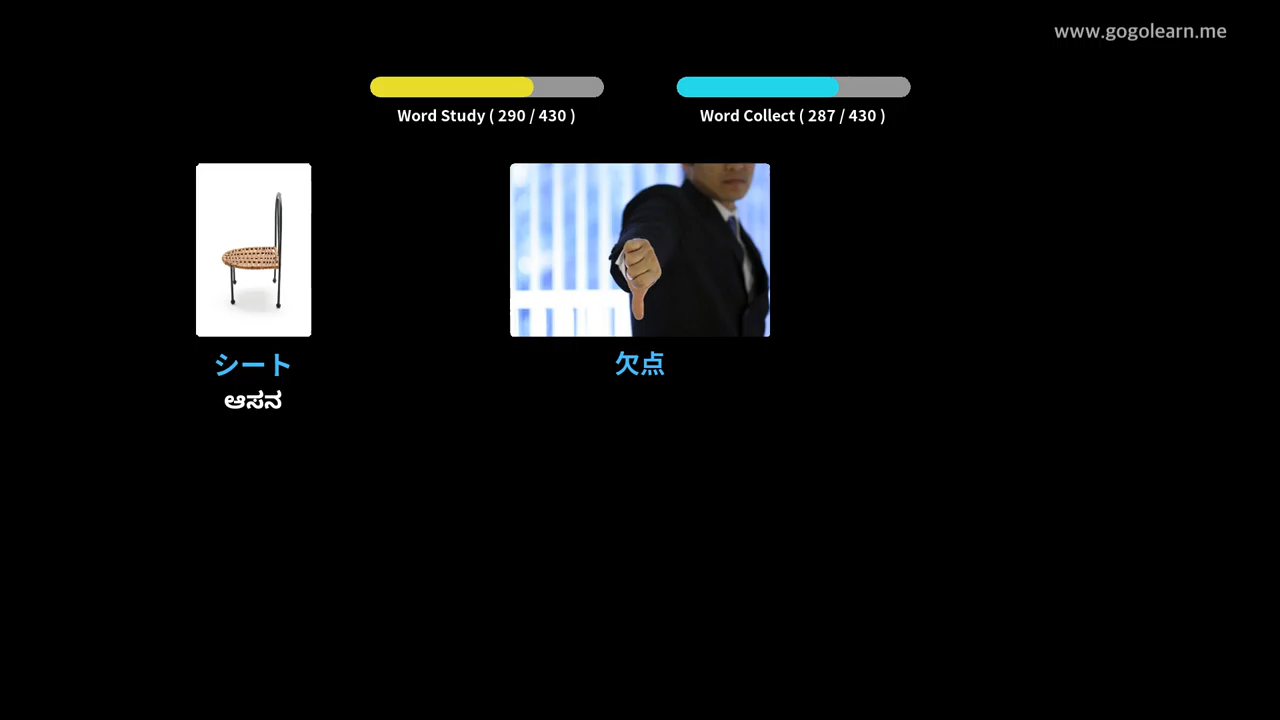 www.gogolearn.me
Word Study ( 290 / 430 )
Word Collect ( 287 / 430 )
シート
ಆಸನ
欠点